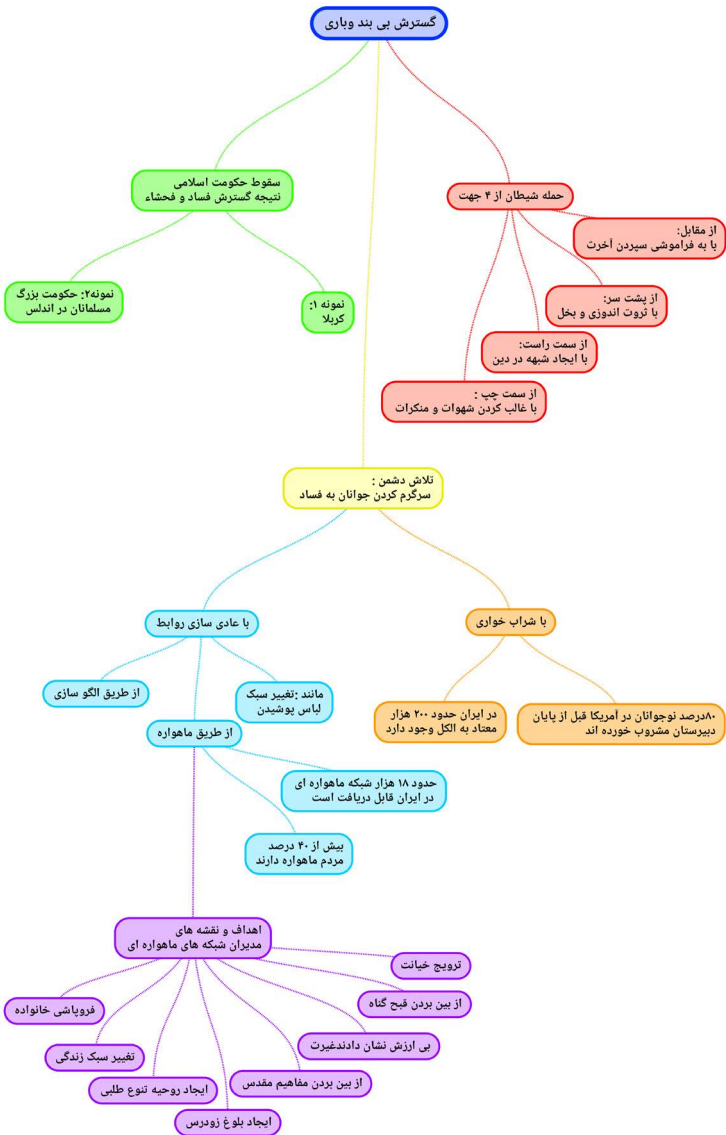 گسترش بی بند وباری
حمله شیطان از ۴ جهت
از مقابل:
با به فراموشی سپردن آخرت
از پشت سر:
با ثروت اندوزی و بخل
از سمت راست:
با ایجاد شبهه در دین
از سمت چپ :
با غالب کردن شهوات و منکرات
سقوط حکومت اسلامی
نتیجه گسترش فساد و فحشاء
نمونه ۱:
کربلا
نمونه۲: حکومت بزرگ
مسلمانان در اندلس
تلاش دشمن :
سرگرم کردن جوانان به فساد
با شراب خواری
۸۰درصد نوجوانان در آمریکا قبل از پایان
دبیرستان مشروب خورده اند
در ایران حدود ۲۰۰ هزار
معتاد به الکل وجود دارد
با عادی سازی روابط
مانند :تغییر سبک
لباس پوشیدن
از طریق الگو سازی
از طریق ماهواره
حدود ۱۸ هزار شبکه ماهواره ای
در ایران قابل دریافت است
بیش از ۴۰ درصد
مردم ماهواره دارند
اهداف و نقشه های
مدیران شبکه های ماهواره ای
ترویج خیانت
از بین بردن قبح گناه
بی ارزش نشان دادندغیرت
از بین بردن مفاهیم مقدس
ایجاد بلوغ زودرس
ایجاد روحیه تنوع طلبی
تغییر سبک زندگی
فروپاشی خانواده